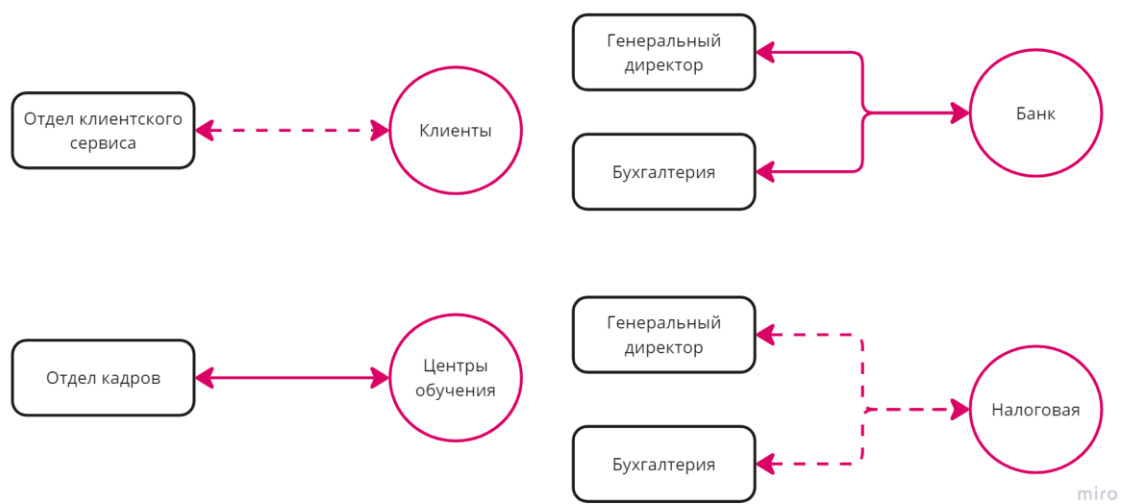 Отдел клиентского
сервиса
Клиенты
Генеральный
директор
Бухгалтерия
Банк
Отдел кадров
Центры
обучения
Генеральный
директор
Бухгалтерия
Налоговая
miro